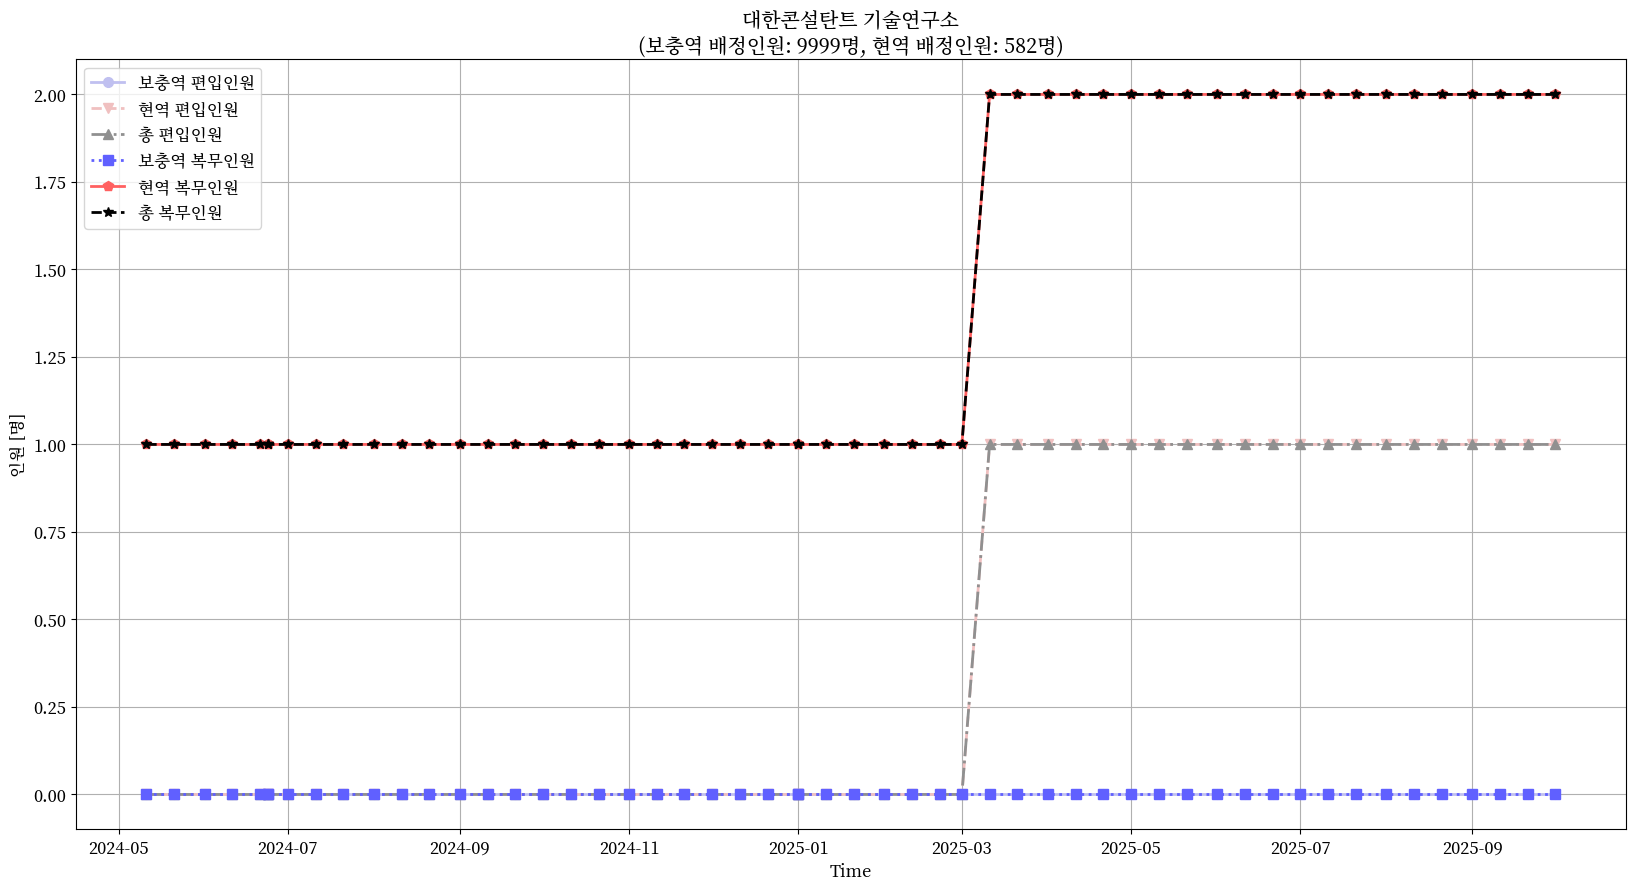 대한콘설탄트 기술연구소
(보충역 배정인원: 9999명, 현역 배정인원: 582명)
보충역 편입인원
현역 편입인원
총 편입인원
보충역 복무인원
현역 복무인원
총 복무인원
2.00
1.75
1.50
1.25
1.00
0.75
0.50
0.25
0.00
인원 [명]
2024-05
2024-07
2024-09
2024-11
2025-01
2025-03
2025-05
2025-07
2025-09
Time